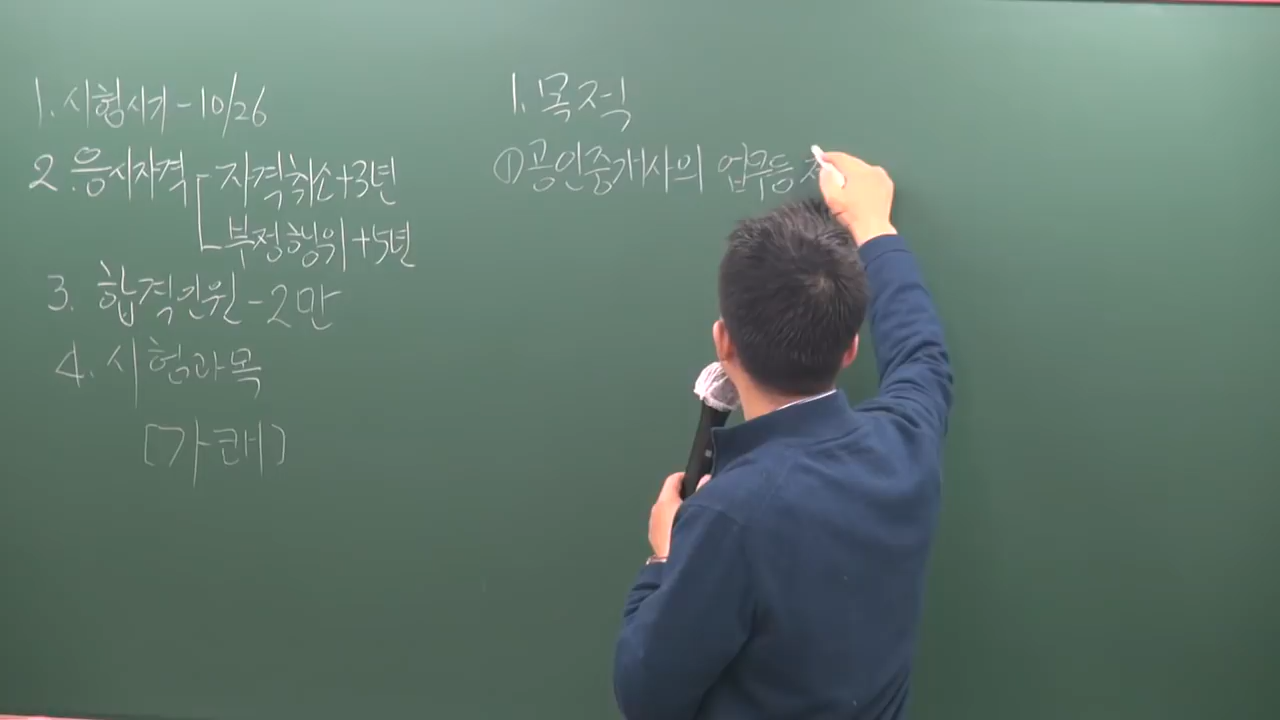 1. 시험시기 - 10/26
2. 응시자격 - 자격취소+3년
- 부정행위+5년
3. 합격인원 - 2만
4. 시험과목
1. 목적
① 공인중개사의 업무등